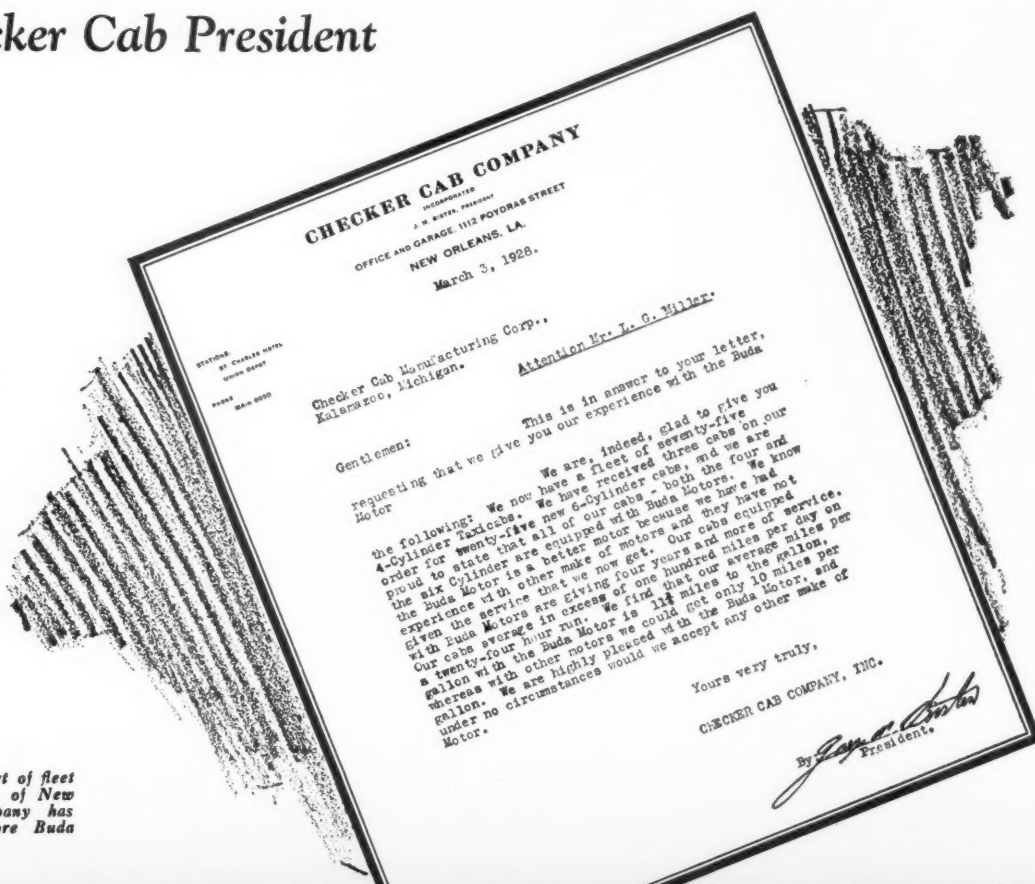 cker Cab President
CHECKER CAB COMPANY
INCORPORATED
PRESIDENT
OFFICE AND GARAGE, 1112 POYDRAS STREET
NEW ORLEANS, LA.
March 3, 1928.
STATIONS:
ST. CHARLES HOTEL
UNION DEPOT
PHONE MAIN
Checker Cab Manufacturing Corp.,
Kalamazoo, Michigan.
Attention Mr. L. G. Miller.
Gentlemen:
This is in answer to your letter,
requesting that we give you our experience with the Buda
Motor
We are, indeed, glad to give you
the following: We now have a fleet of seventy-five
4-Cylinder Taxicabs. We have received three cabs on our
order for twenty-five new 6-Cylinder cabs, and we are
proud to state that all of our cabs - both the four and
the six Cylinder are equipped with Buda Motors. We know
the Buda Motor is a better motor because we have had
experience with other make of motors and they have not
given the service that we now get. Our cabs equipped
with Buda Motors are giving four years and more of service.
Our cabs average in excess of one hundred miles per day on
a twenty-four hour run. We find that our average miles per
gallon with the Buda Motor is miles to the gallon,
whereas with other motors we could get only 10 miles per
gallon. We are highly pleased with the Buda Motor, and
under no circumstances would we accept any other make of
Motor.
Yours very truly,
CHECKER CAB COMPANY, INC.
By
President.
t of fleet
of New
pany has
re Buda